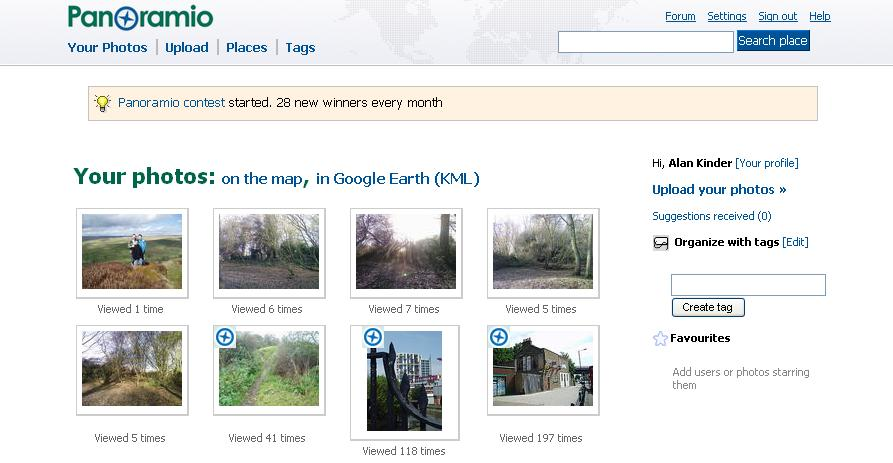 Panoramio
Forum Settings Sign out Help
Your Photos Upload Places Tags
Search place
Panoramio contest started. 28 new winners every month
Your photos: on the map, in Google Earth (KML)
Hi, Alan Kinder [Your profile]
Upload your photos »
Suggestions received (0)
Organize with tags [Edit]
Create tag
Favourites
Add users or photos starring
them
Viewed 1 time
Viewed 6 times
Viewed 7 times
Viewed 5 times
Viewed 5 times
Viewed 41 times
Viewed 118 times
Viewed 197 times